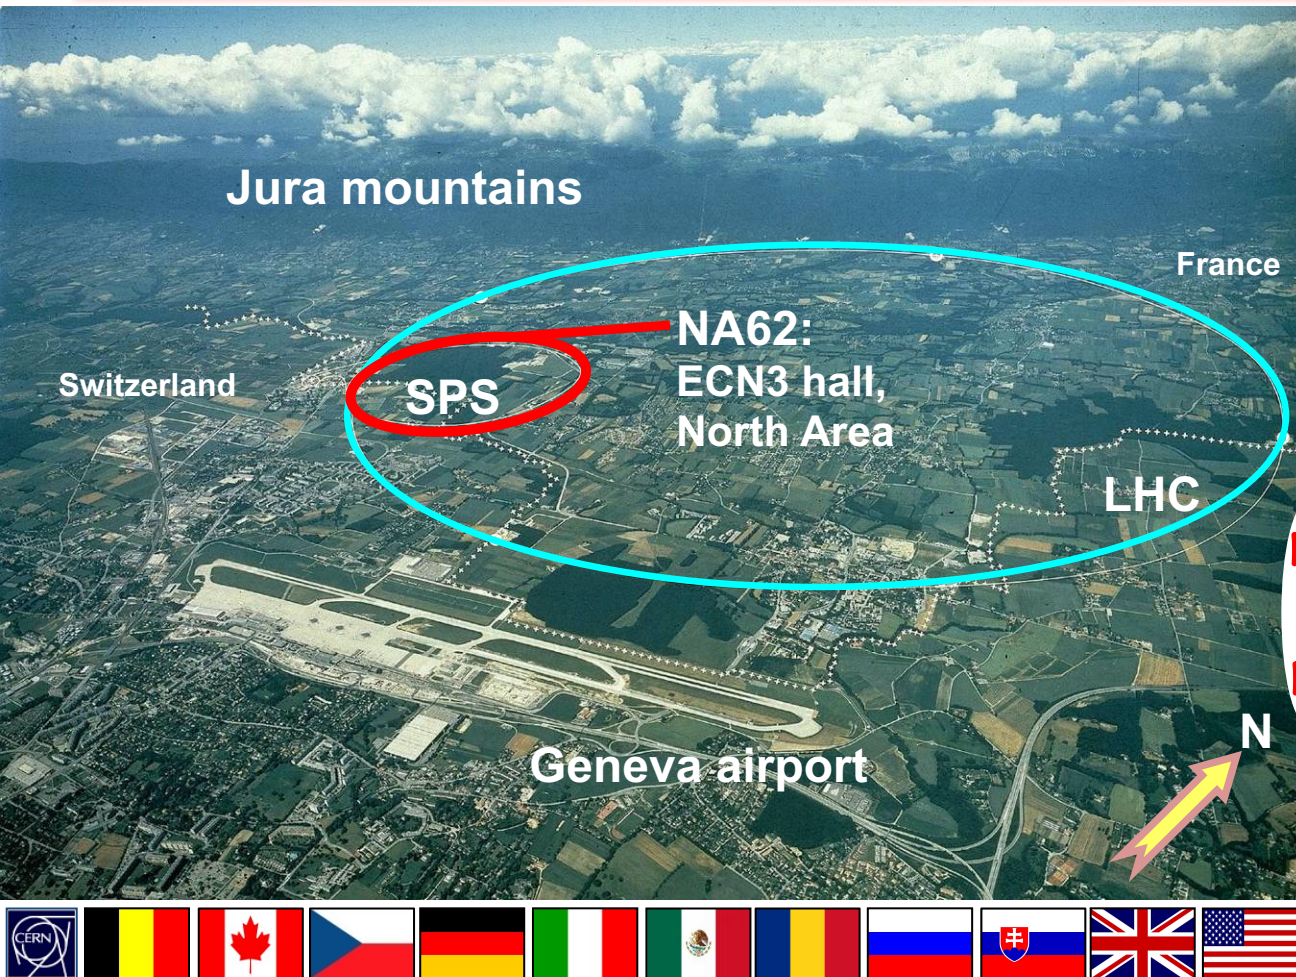 Jura mountains
France
NA62:
ECN3 hall,
North Area
Switzerland
SPS
LHC
N
Geneva airport
CERN